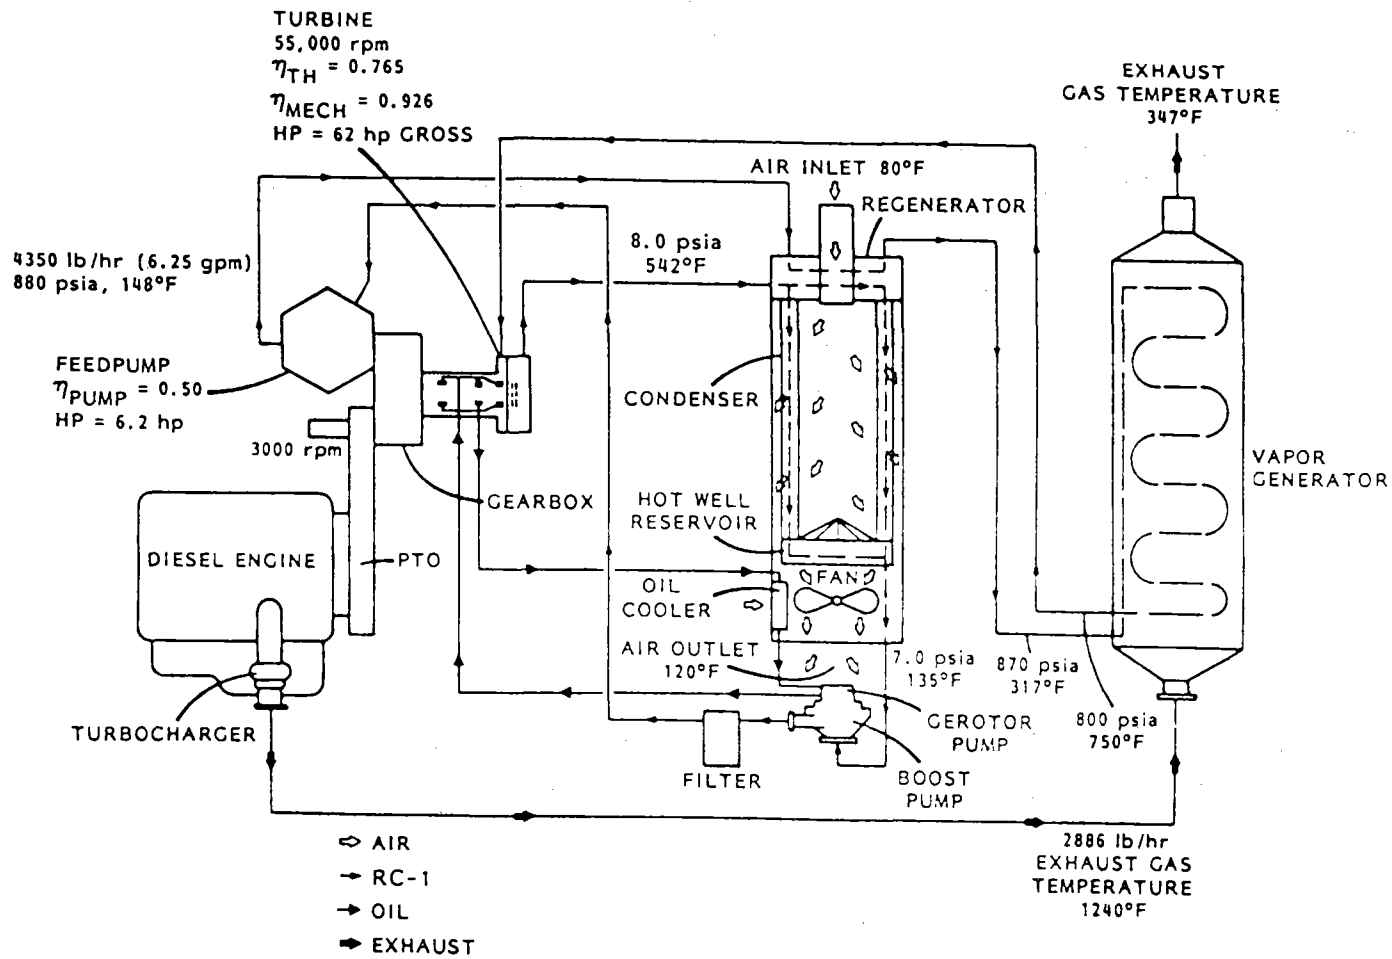 TURBINE
55,000 rpm
ηTH = 0.765
ηMECH = 0.926
HP = 62 hp GROSS
EXHAUST
GAS TEMPERATURE
347°F
AIR INLET 80°F
REGENERATOR
8.0 psia
542°F
4350 lb/hr (6.25 gpm)
880 psia, 148°F
FEEDPUMP
ηPUMP = 0.50
HP = 6.2 hp
CONDENSER
3000 rpm
GEARBOX
HOT WELL
RESERVOIR
VAPOR
GENERATOR
DIESEL ENGINE
PTO
OIL
COOLER
FAN
AIR OUTLET
120°F
7.0 psia
135°F
870 psia
317°F
800 psia
750°F
TURBOCHARGER
GEROTOR
PUMP
FILTER
BOOST
PUMP
2886 lb/hr
EXHAUST GAS
TEMPERATURE
1240°F
AIR
RC-1
OIL
EXHAUST